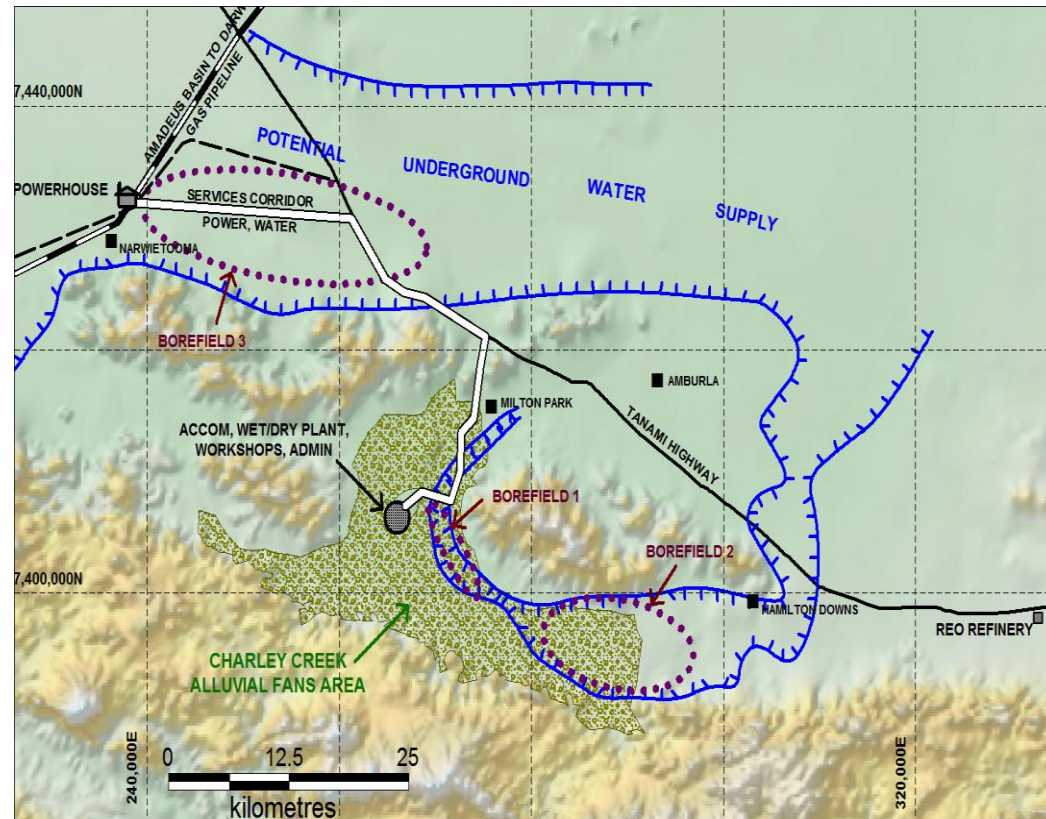 AMADEUS BASIN TO DARW
GAS PIPELINE
7,440,000N
POTENTIAL UNDERGROUND WATER SUPPLY
POWERHOUSE
SERVICES CORRIDOR
POWER, WATER
NARWIETOOMA
BOREFIELD 3
AMBURLA
MILTON PARK
TANAMI HIGHWAY
ACCOM, WET/DRY PLANT,
WORKSHOPS, ADMIN
BOREFIELD 1
BOREFIELD 2
7,400,000N
HAMILTON DOWNS
REO REFINERY
CHARLEY CREEK
ALLUVIAL FANS AREA
240,000E
320,000E
0 12.5 25
kilometres